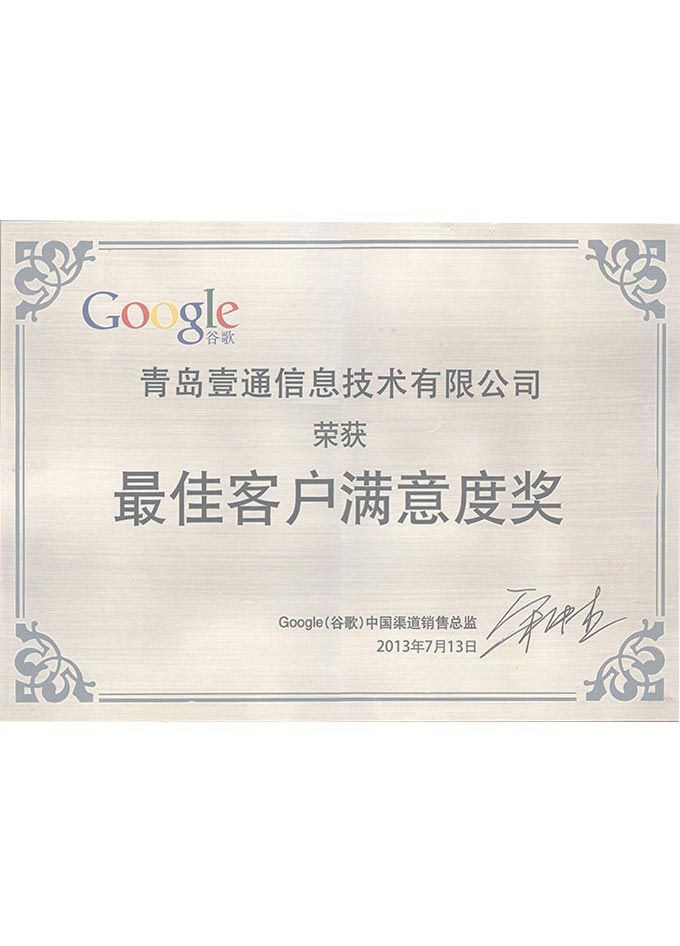 Google
谷歌
青岛壹通信息技术有限公司
荣获
最佳客户满意度奖
Google(谷歌)中国渠道销售总监
2013年7月13日